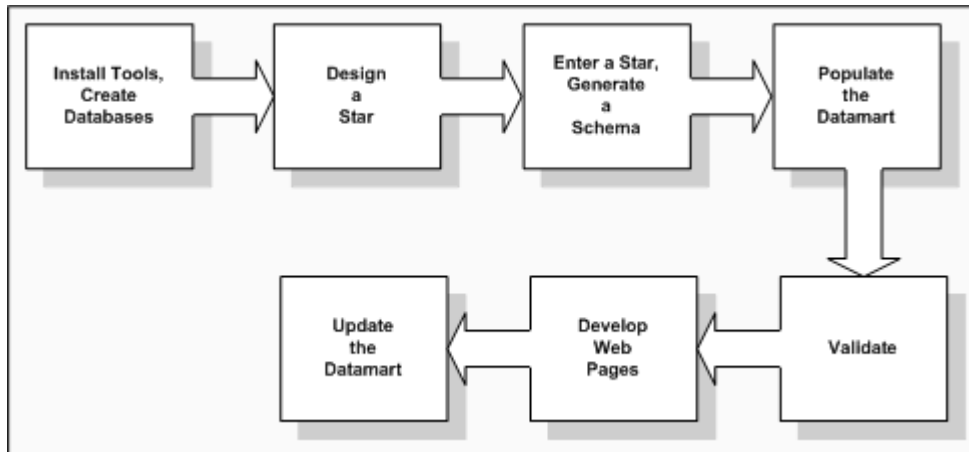 Install Tools,
Create
Databases
Design
a
Star
Enter a Star,
Generate
a
Schema
Populate
the
Datamart
Validate
Develop
Web
Pages
Update
the
Datamart